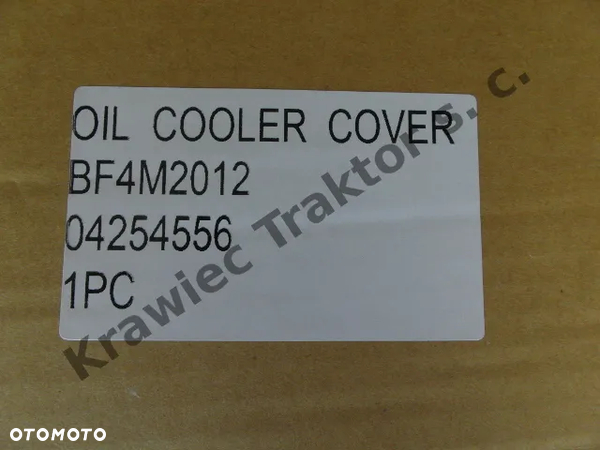 OIL COOLER COVER
BF4M2012
04254556
1PC
Krawiec Traktor s. c.
OTOMOTO